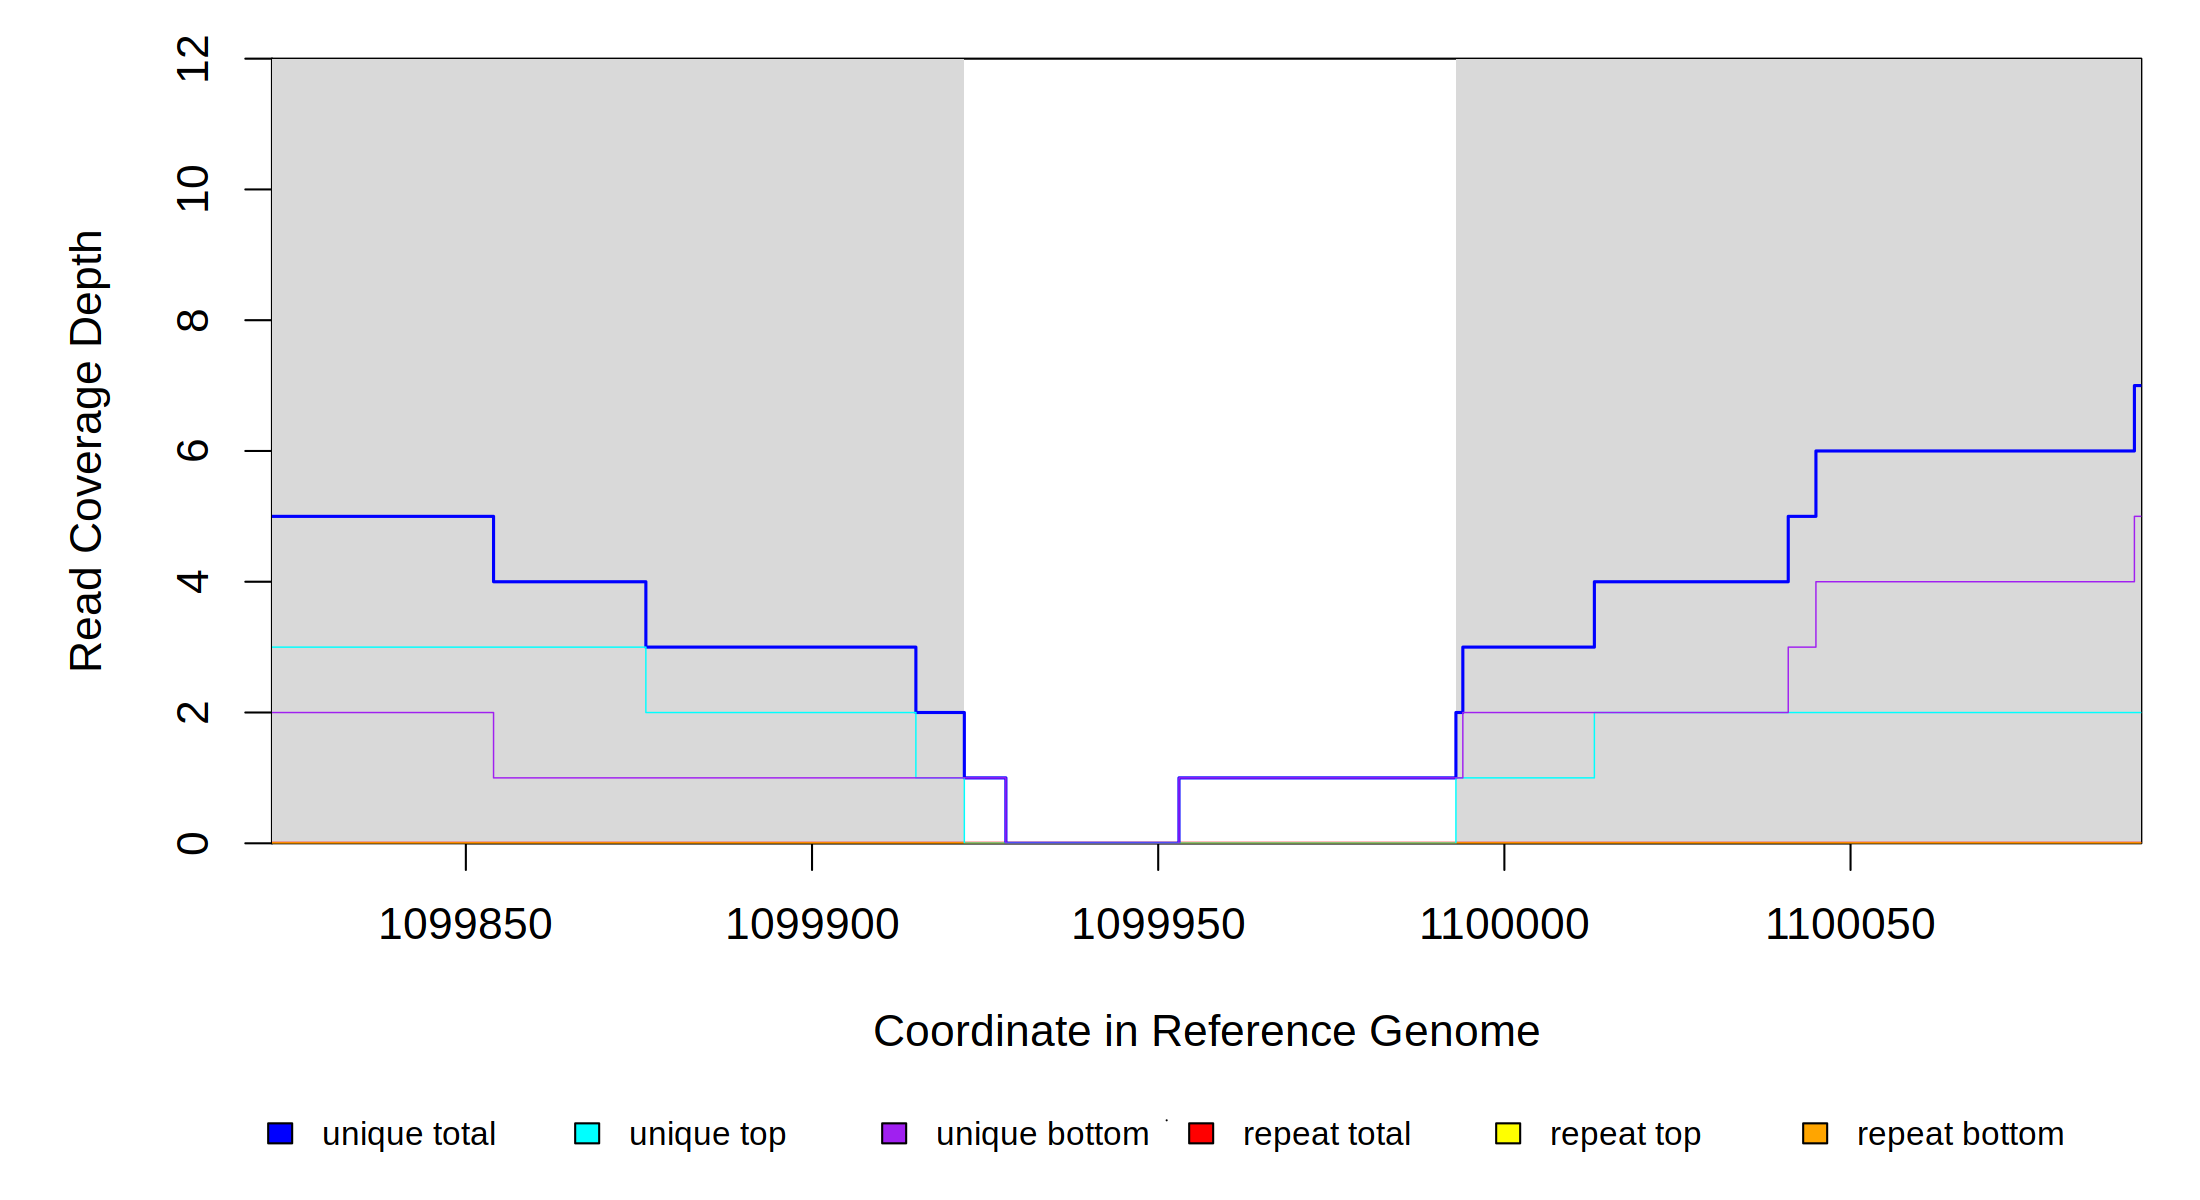 12
10
8
6
4
2
0
Read Coverage Depth
1099850 1099900 1099950 1100000 1100050
Coordinate in Reference Genome
unique total unique top unique bottom repeat total repeat top repeat bottom